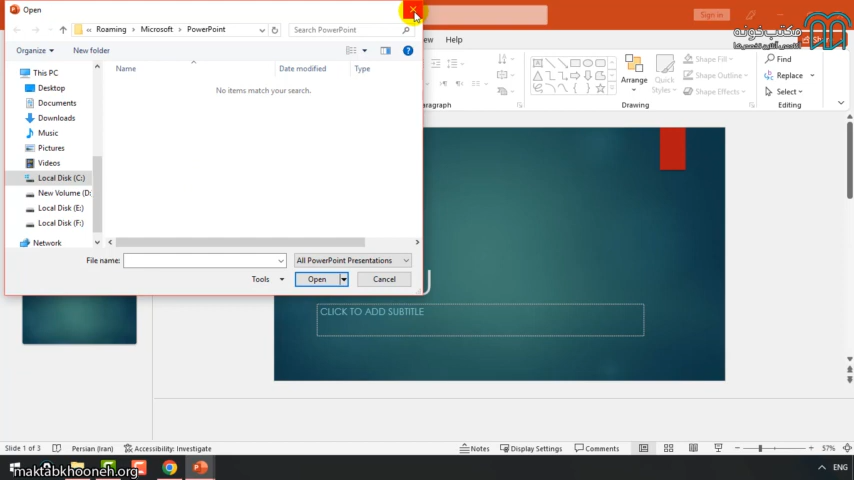 Open
Sign in
مکتب‌خونه
Share
« Roaming > Microsoft > PowerPoint
Search PowerPoint
Organize
New folder
Help
Name
Date modified
Type
No items match your search.
This PC
Desktop
Documents
Downloads
Music
Pictures
Videos
Local Disk (C:)
New Volume (D:
Local Disk (E:)
Local Disk (F:)
Network
File name:
All PowerPoint Presentations
Tools
Open
Cancel
Arrange
Quick
Styles
Shape Fill
Shape Outline
Shape Effects
Find
Replace
Select
aragraph
Drawing
Editing
CLICK TO ADD SUBTITLE
Slide 1 of 3
Persian (Iran)
Accessibility: Investigate
Notes
Display Settings
Comments
57%
maktabkhooneh.org
ENG